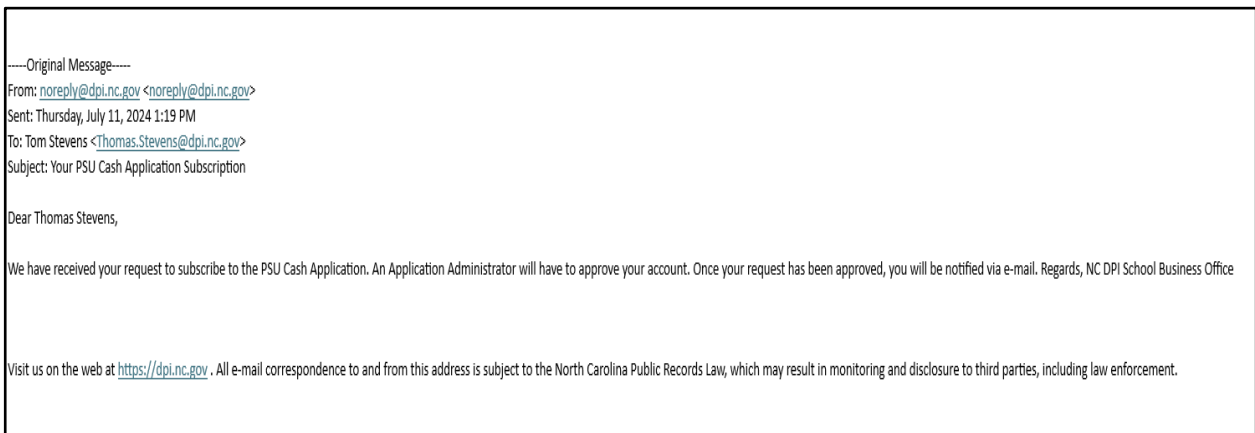 -----Original Message-----
From: noreply@dpi.nc.gov <noreply@dpi.nc.gov>
Sent: Thursday, July 11, 2024 1:19 PM
To: Tom Stevens <Thomas.Stevens@dpi.nc.gov>
Subject: Your PSU Cash Application Subscription
Dear Thomas Stevens,
We have received your request to subscribe to the PSU Cash Application. An Application Administrator will have to approve your account. Once your request has been approved, you will be notified via e-mail. Regards, NC DPI School Business Office
Visit us on the web at https://dpi.nc.gov . All e-mail correspondence to and from this address is subject to the North Carolina Public Records Law, which may result in monitoring and disclosure to third parties, including law enforcement.